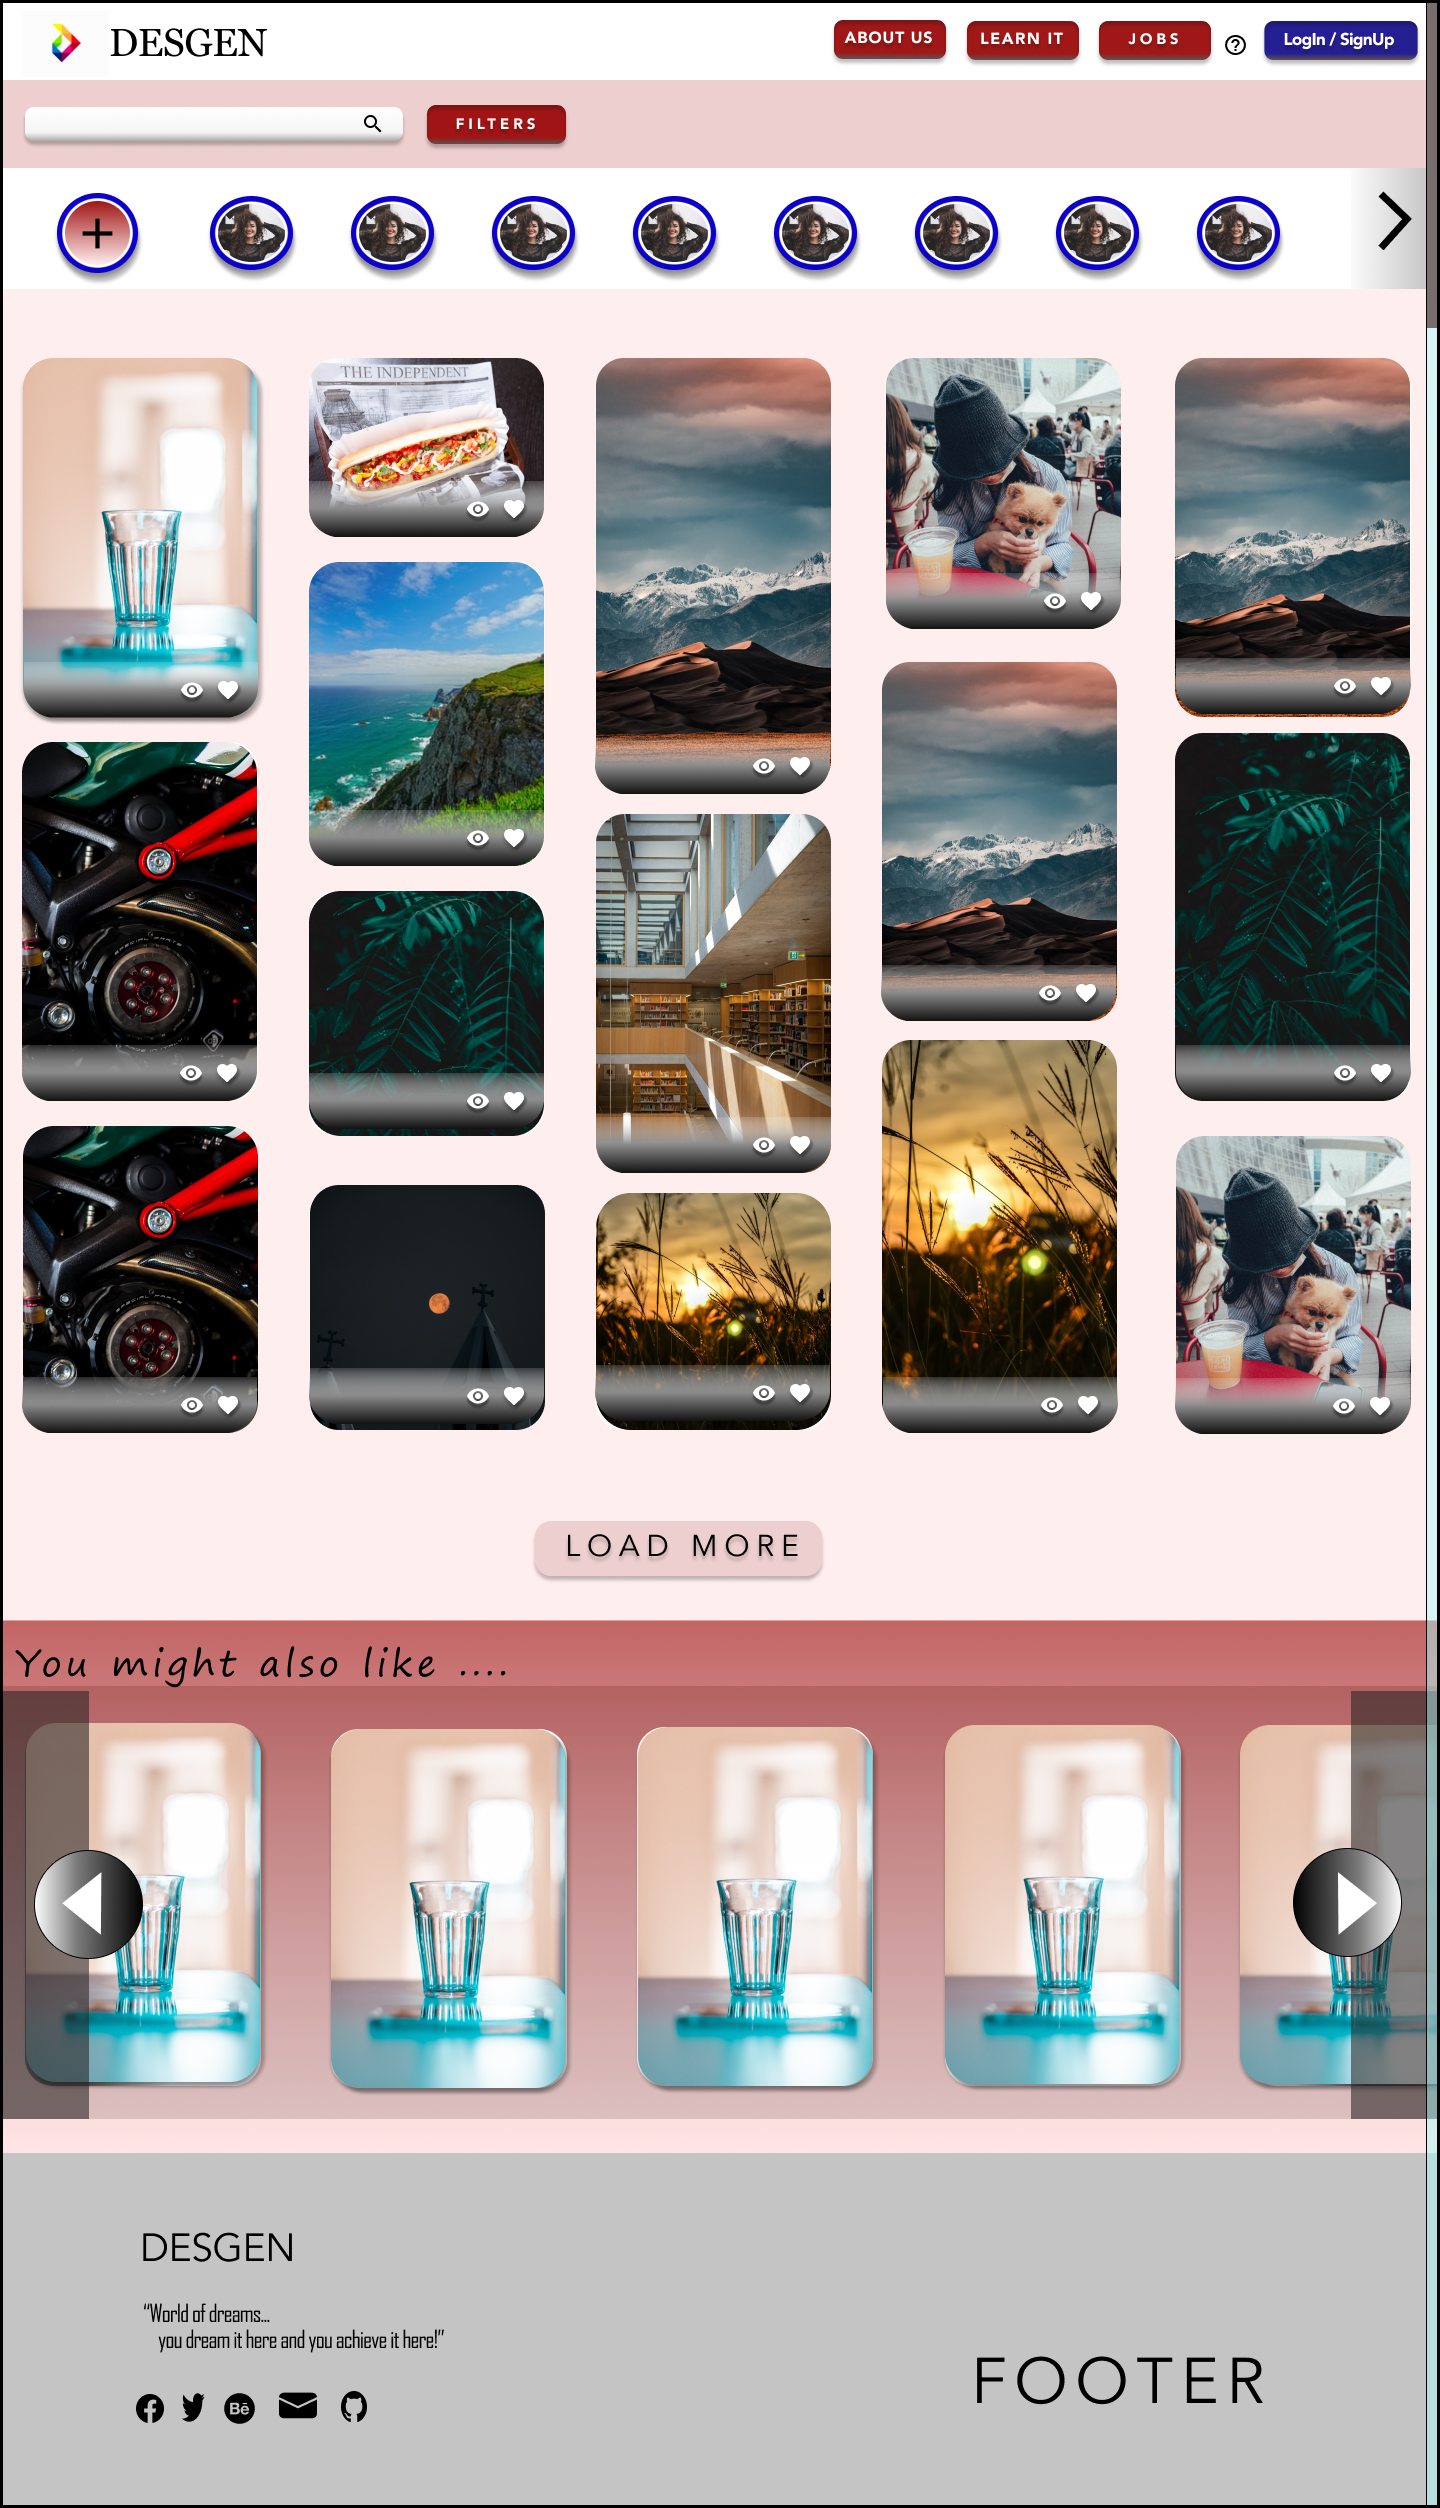 DESGEN
ABOUT US
LEARN IT
JOBS
LogIn / SignUp
FILTERS
THE INDEPENDENT
LOAD MORE
You might also like ....
DESGEN
“World of dreams...
you dream it here and you achieve it here!”
Bē
FOOTER